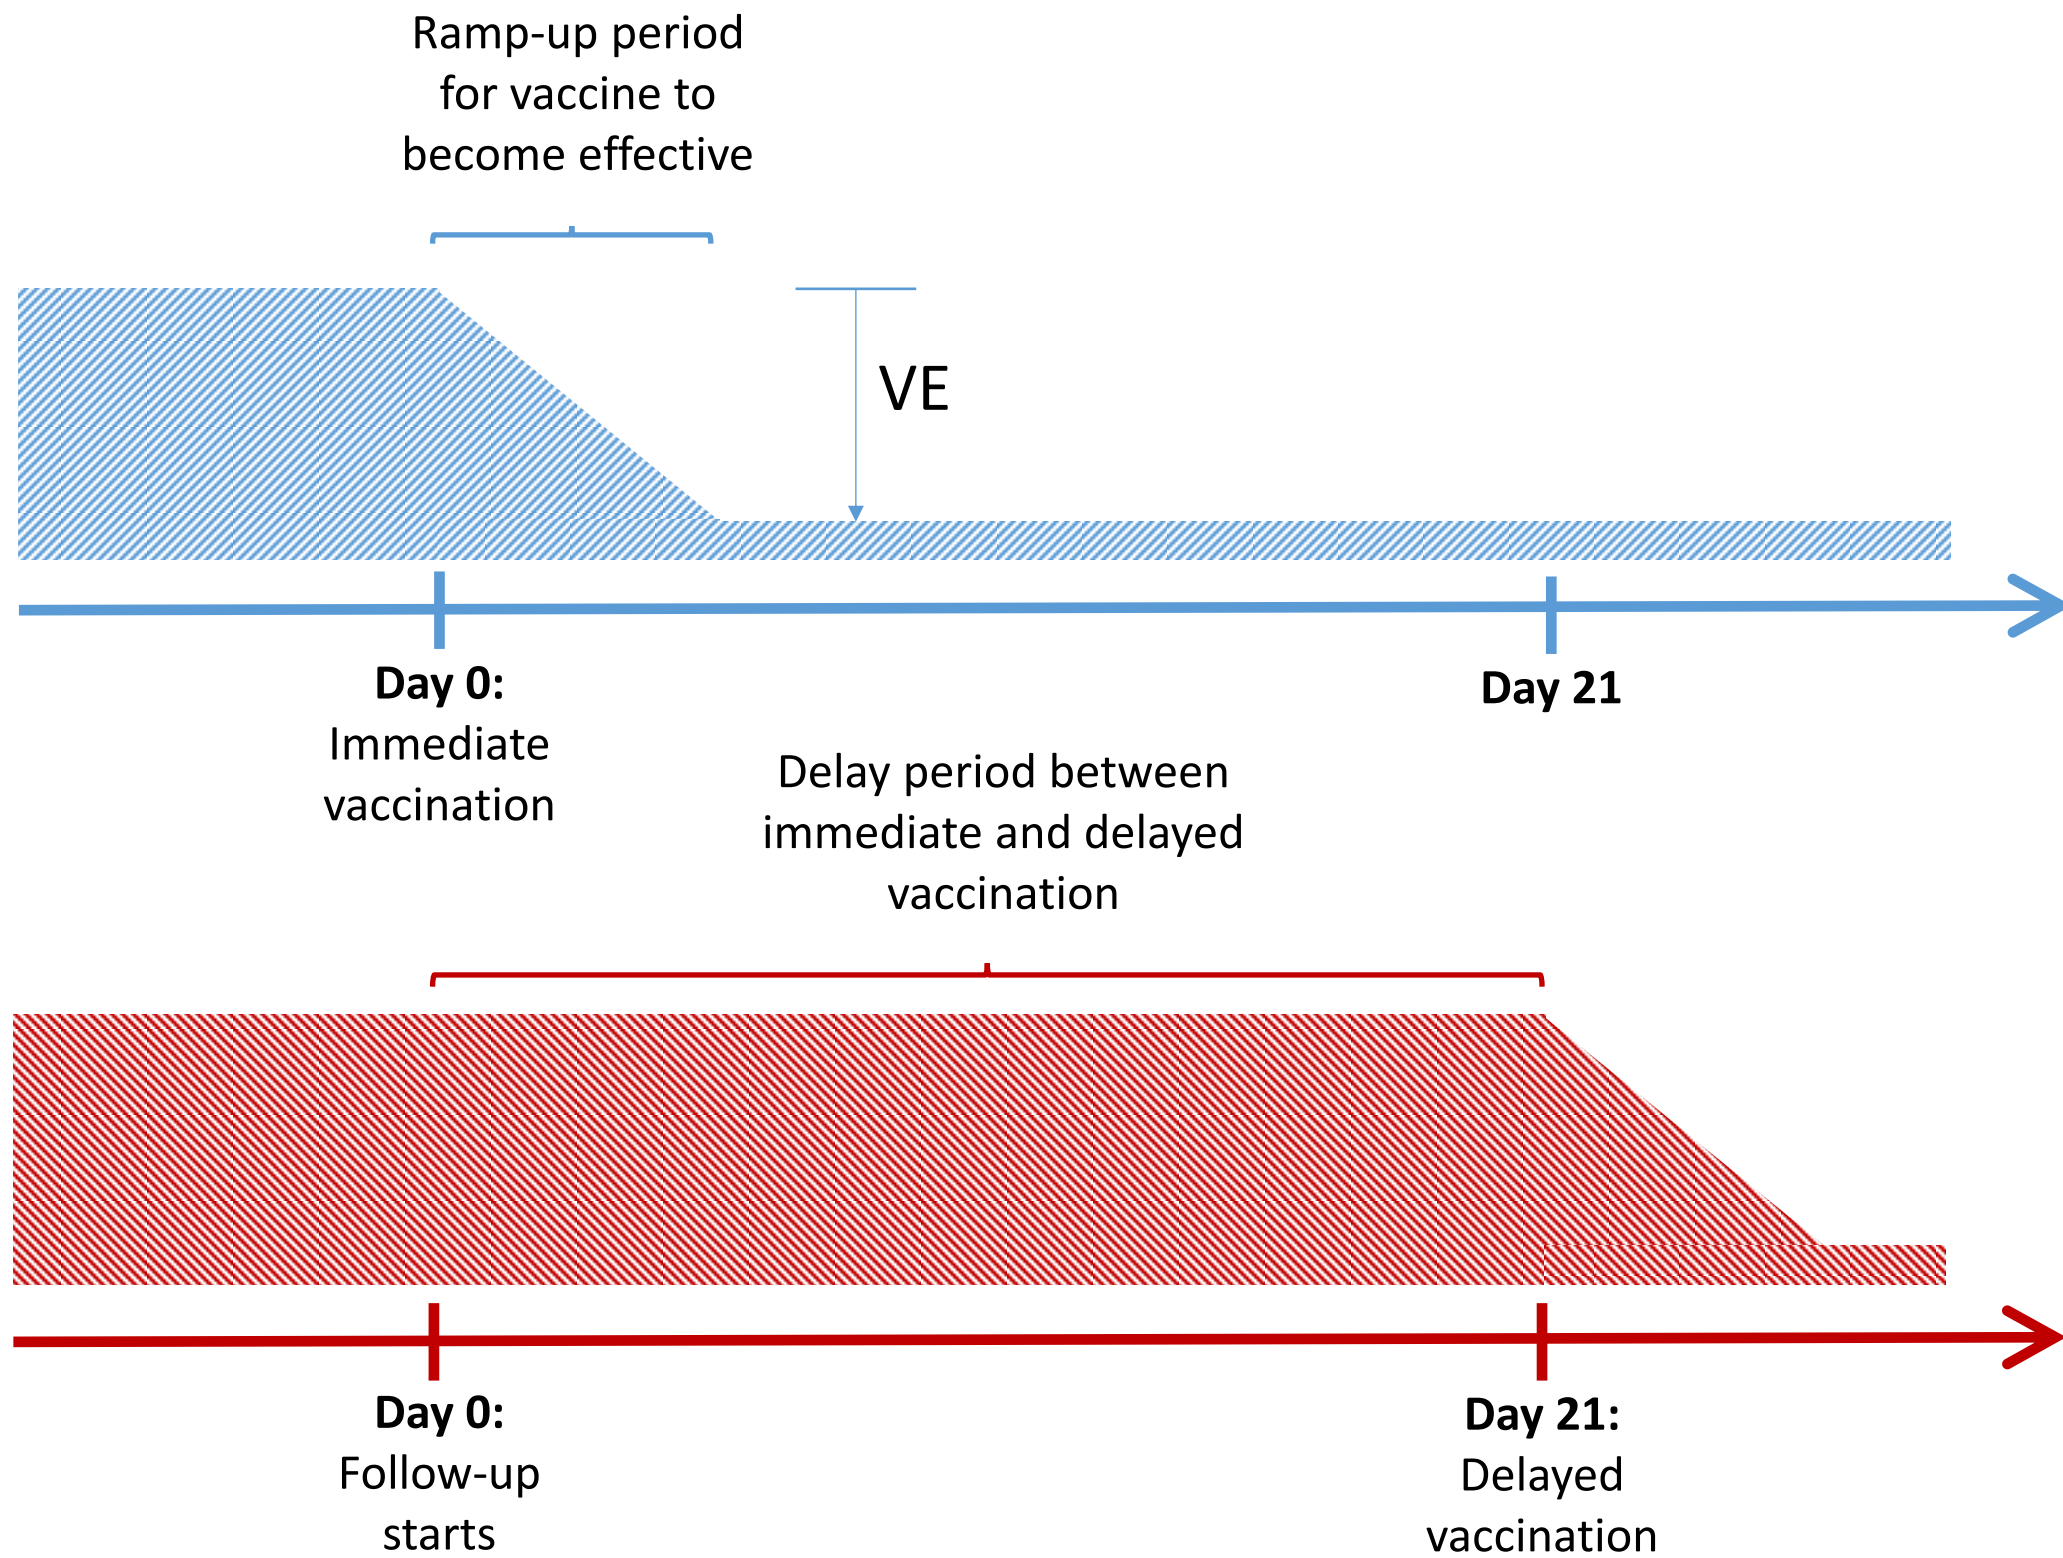 Ramp-up period
for vaccine to
become effective
VE
Day 0:
Immediate
vaccination
Day 21
Delay period between
immediate and delayed
vaccination
Day 0:
Follow-up
starts
Day 21:
Delayed
vaccination